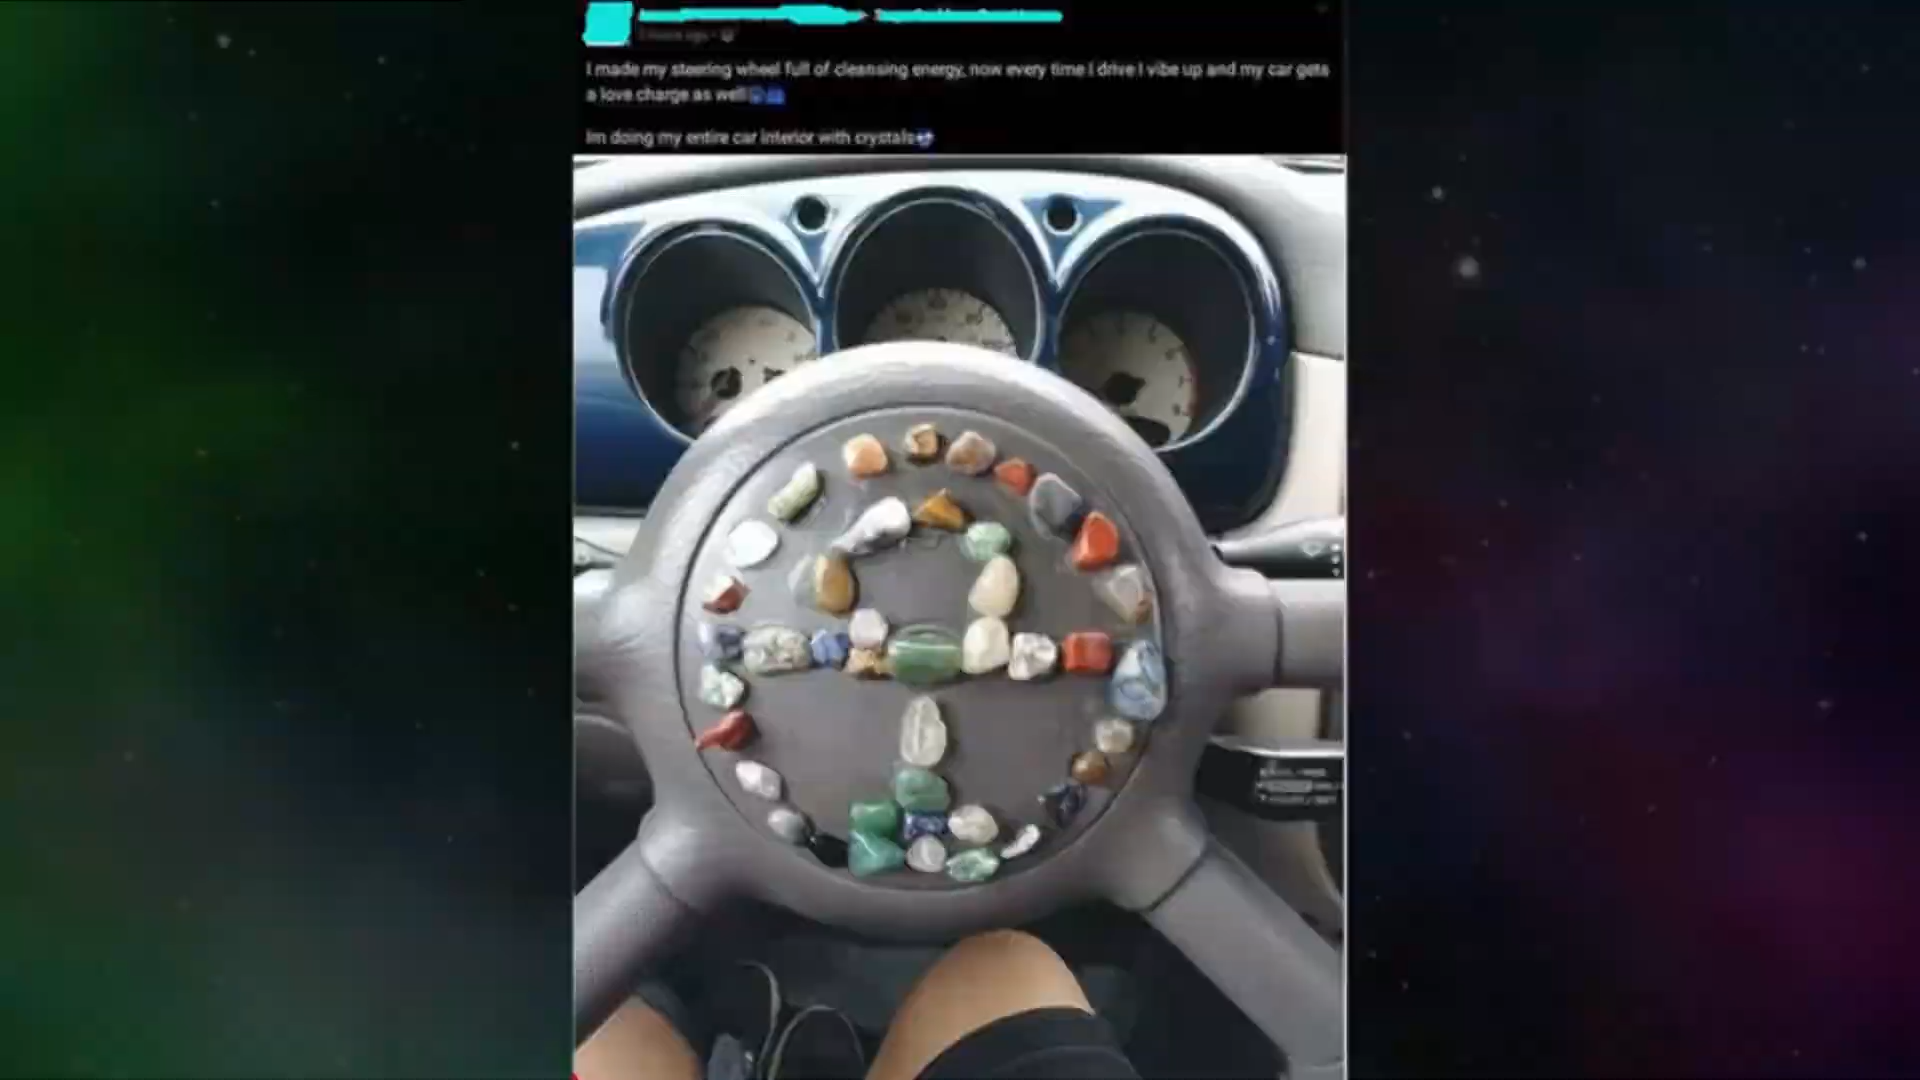 I made my steering wheel full of cleansing energy, now every time I drive I vibe up and my car gets
a love charge as well
Im doing my entire car interior with crystals